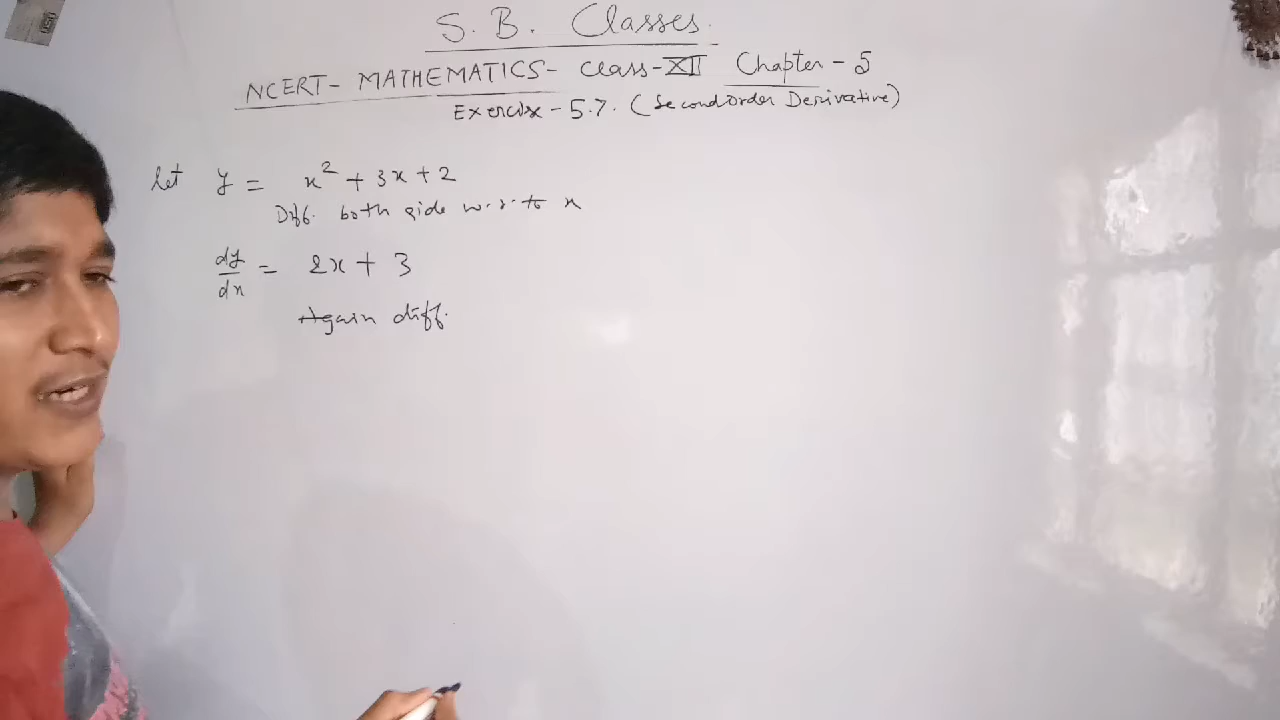 S. B. Classes.
NCERT- MATHEMATICS- Class-XII Chapter - 5
Exercise - 5.7. (Second Order Derivative)
let y = x² + 3x + 2
Diff. both side w.r. to x
dy/dx = 2x + 3
Again diff.